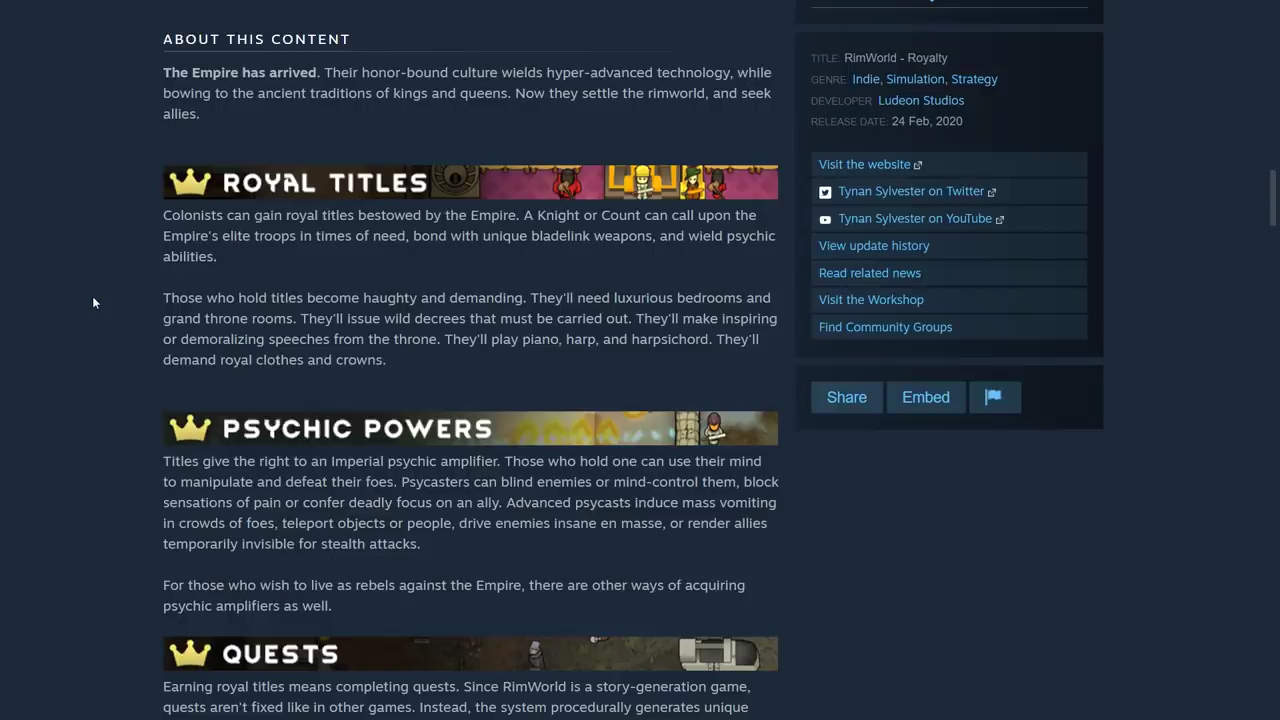 ABOUT THIS CONTENT
The Empire has arrived. Their honor-bound culture wields hyper-advanced technology, while
bowing to the ancient traditions of kings and queens. Now they settle the rimworld, and seek
allies.
ROYAL TITLES
Colonists can gain royal titles bestowed by the Empire. A Knight or Count can call upon the
Empire's elite troops in times of need, bond with unique bladelink weapons, and wield psychic
abilities.
Those who hold titles become haughty and demanding. They'll need luxurious bedrooms and
grand throne rooms. They'll issue wild decrees that must be carried out. They'll make inspiring
or demoralizing speeches from the throne. They'll play piano, harp, and harpsichord. They'll
demand royal clothes and crowns.
PSYCHIC POWERS
Titles give the right to an Imperial psychic amplifier. Those who hold one can use their mind
to manipulate and defeat their foes. Psycasters can blind enemies or mind-control them, block
sensations of pain or confer deadly focus on an ally. Advanced psycasts induce mass vomiting
in crowds of foes, teleport objects or people, drive enemies insane en masse, or render allies
temporarily invisible for stealth attacks.
For those who wish to live as rebels against the Empire, there are other ways of acquiring
psychic amplifiers as well.
QUESTS
Earning royal titles means completing quests. Since RimWorld is a story-generation game,
quests aren't fixed like in other games. Instead, the system procedurally generates unique
TITLE: RimWorld - Royalty
GENRE: Indie, Simulation, Strategy
DEVELOPER Ludeon Studios
RELEASE DATE: 24 Feb, 2020
Visit the website
Tynan Sylvester on Twitter
Tynan Sylvester on YouTube
View update history
Read related news
Visit the Workshop
Find Community Groups
Share Embed